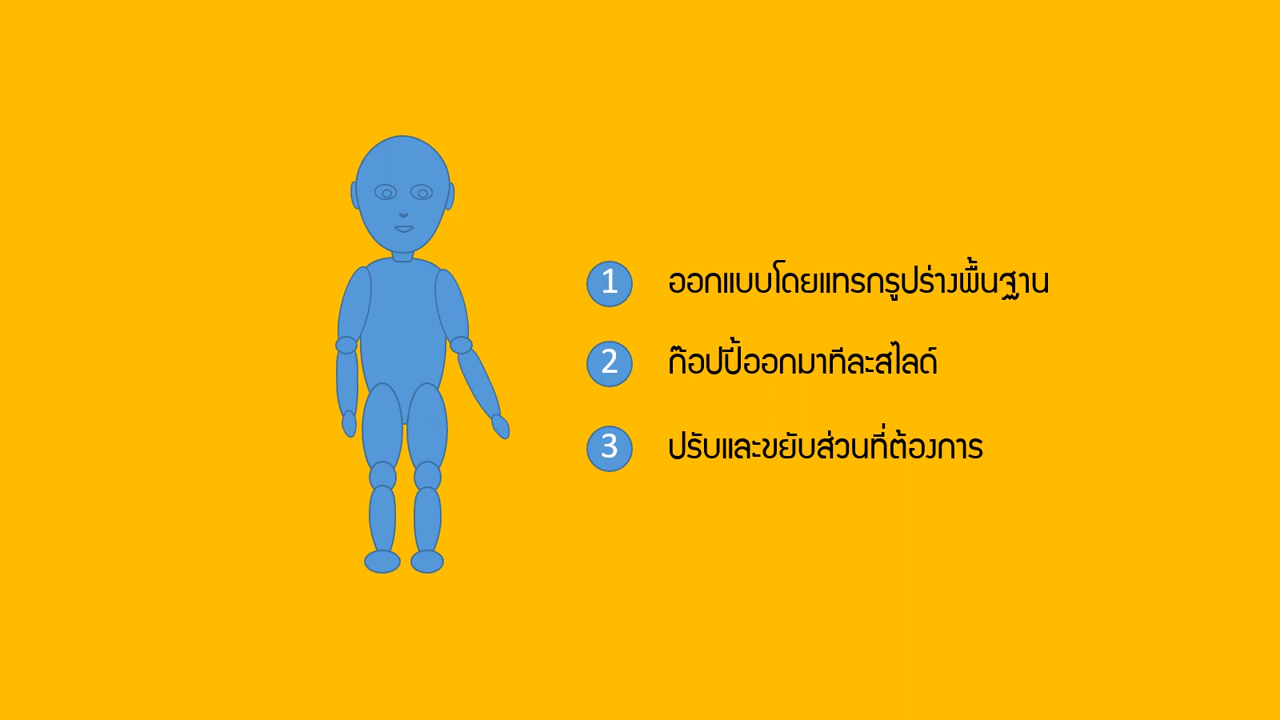 1 ออกแบบโดยแทรกรูปร่างพื้นฐาน
2 ก๊อปปี้ออกมาทีละสไลด์
3 ปรับและขยับส่วนที่ต้องการ